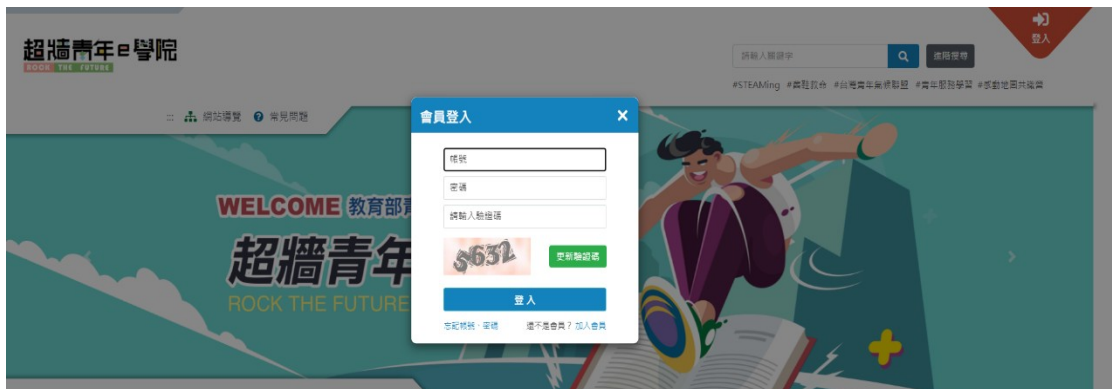 超牆青年e學院
ROCK THE FUTURE
登入
請輸入關鍵字
進階搜尋
#STEAMing #實驗教育 #台灣青年氣候聯盟 #青年服務學習 #感動地圖共繪當
::: 網站導覽 常見問題
會員登入
帳號
密碼
請輸入驗證碼
更新驗證碼
登入
忘記帳號、密碼 還不是會員？ 加入會員
WELCOME 教育部青
超牆青年
ROCK THE FUTURE